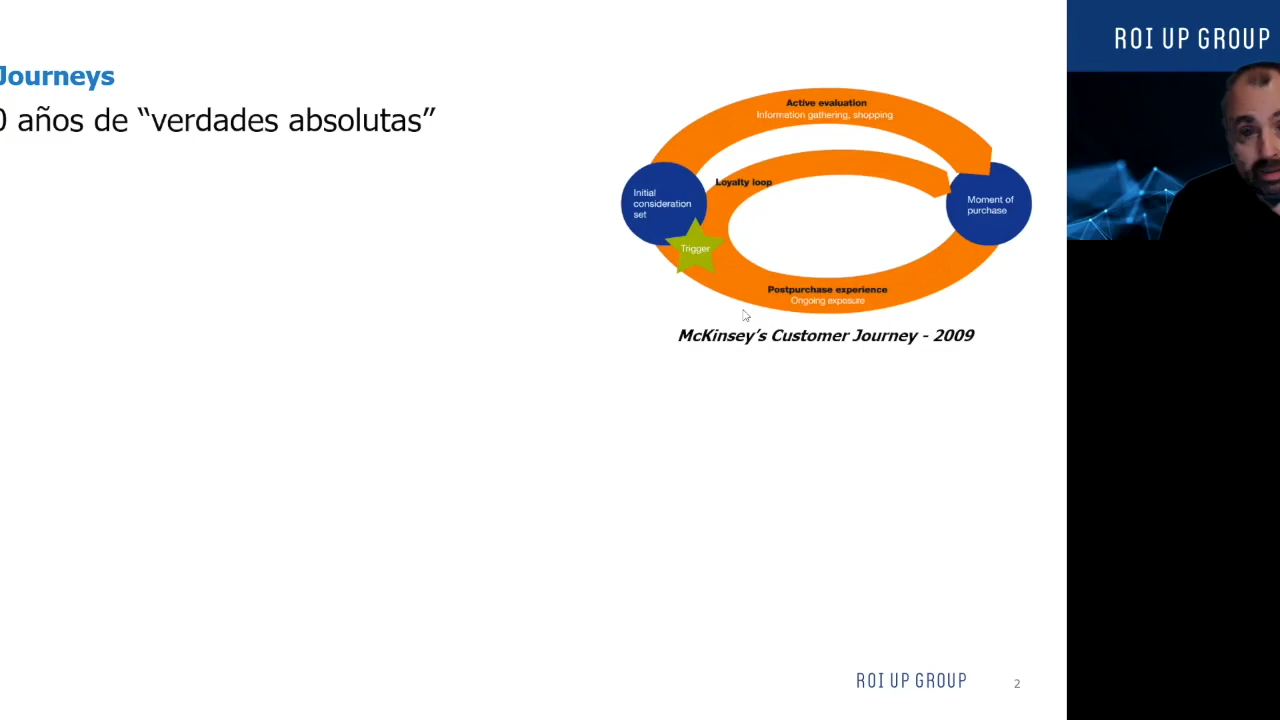 Journeys
0 años de “verdades absolutas”
Active evaluation
Information gathering, shopping
Loyalty loop
Initial
consideration
set
Moment of
purchase
Trigger
Postpurchase experience
Ongoing exposure
McKinsey’s Customer Journey - 2009
ROI UP GROUP
2
ROI UP GROUP